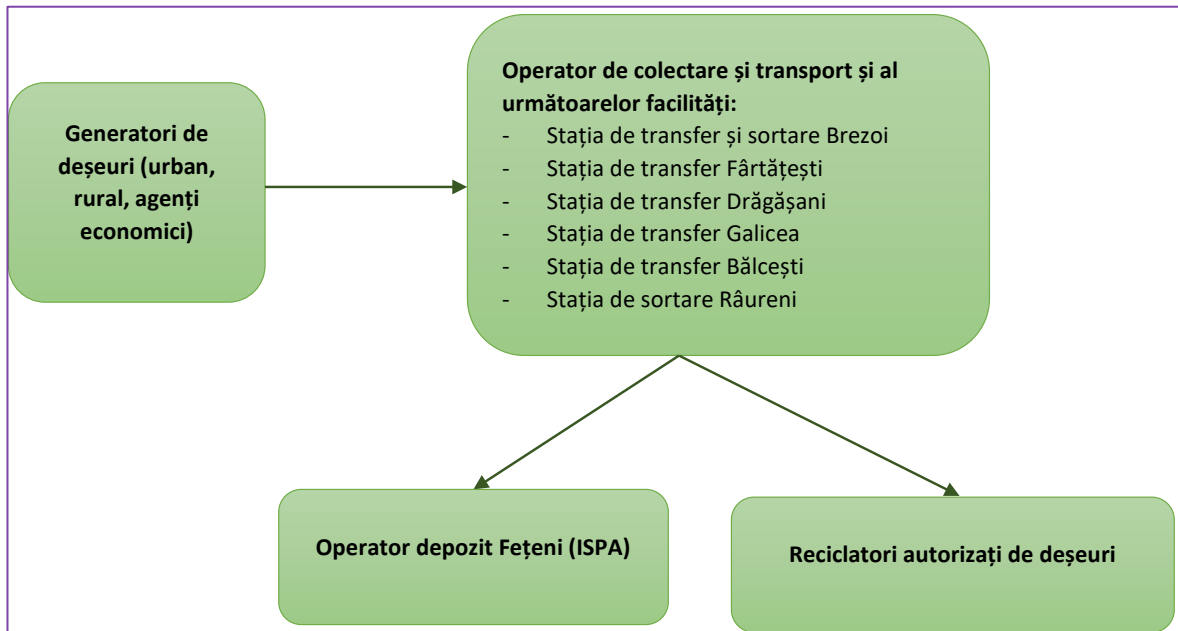 Generatori de
deșeuri (urban,
rural, agenți
economici)
Operator de colectare și transport și al
următoarelor facilități:
- Stația de transfer și sortare Brezoi
- Stația de transfer Fârtățești
- Stația de transfer Drăgășani
- Stația de transfer Galicea
- Stația de transfer Bălcești
- Stația de sortare Râureni
Operator depozit Fețeni (ISPA)
Reciclatori autorizați de deșeuri